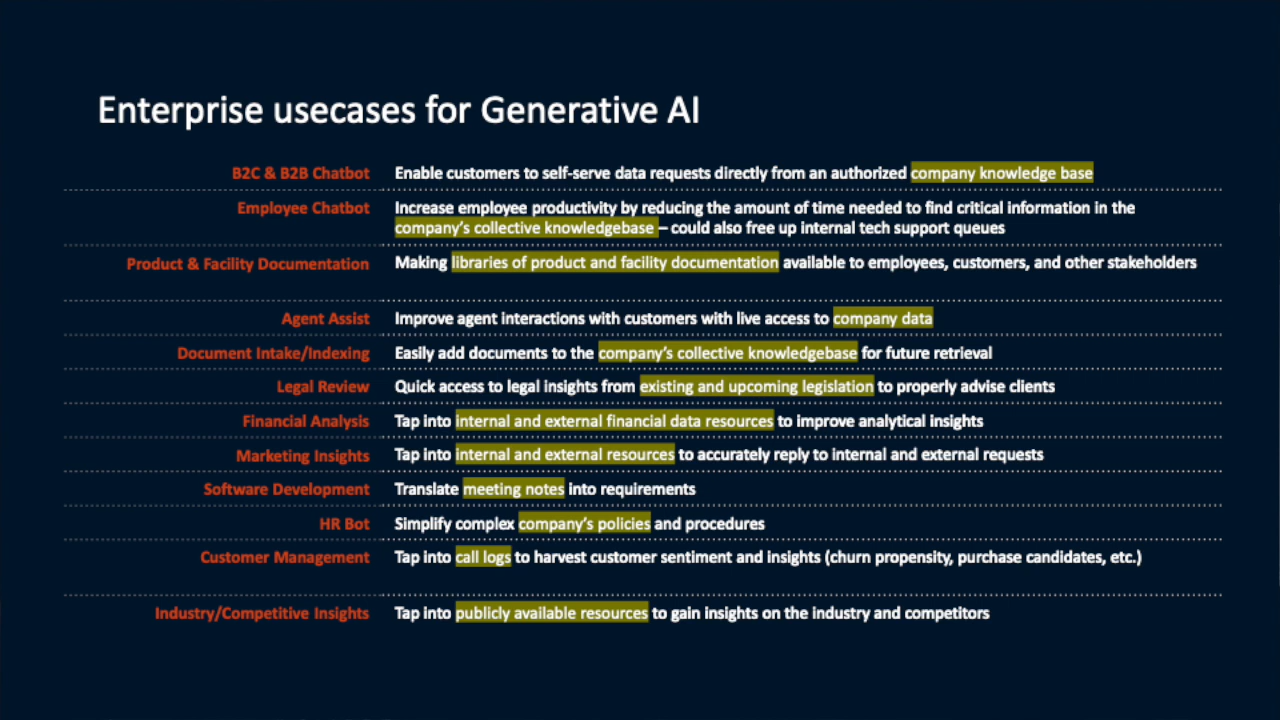 Enterprise usecases for Generative AI
B2C & B2B Chatbot Enable customers to self-serve data requests directly from an authorized company knowledge base
Employee Chatbot Increase employee productivity by reducing the amount of time needed to find critical information in the
company's collective knowledgebase – could also free up internal tech support queues
Product & Facility Documentation Making libraries of product and facility documentation available to employees, customers, and other stakeholders
Agent Assist Improve agent interactions with customers with live access to company data
Document Intake/Indexing Easily add documents to the company's collective knowledgebase for future retrieval
Legal Review Quick access to legal insights from existing and upcoming legislation to properly advise clients
Financial Analysis Tap into internal and external financial data resources to improve analytical insights
Marketing Insights Tap into internal and external resources to accurately reply to internal and external requests
Software Development Translate meeting notes into requirements
HR Bot Simplify complex company's policies and procedures
Customer Management Tap into call logs to harvest customer sentiment and insights (churn propensity, purchase candidates, etc.)
Industry/Competitive Insights Tap into publicly available resources to gain insights on the industry and competitors